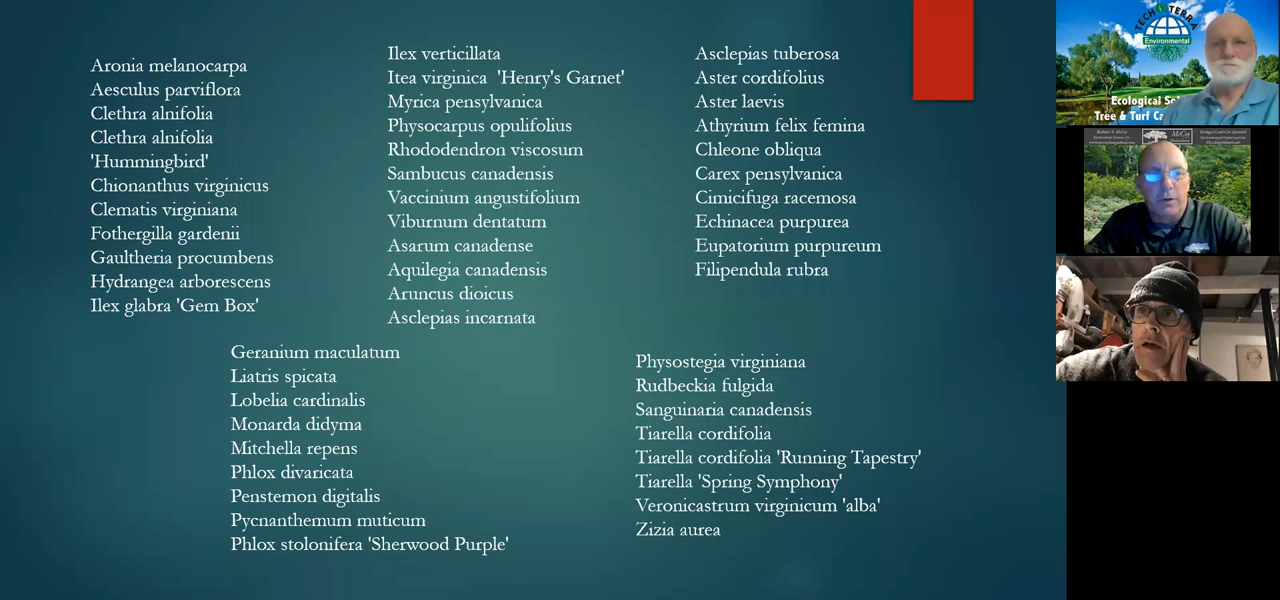 Aronia melanocarpa
Aesculus parviflora
Clethra alnifolia
Clethra alnifolia
'Hummingbird'
Chionanthus virginicus
Clematis virginiana
Fothergilla gardenii
Gaultheria procumbens
Hydrangea arborescens
Ilex glabra 'Gem Box'
Ilex verticillata
Itea virginica 'Henry's Garnet'
Myrica pensylvanica
Physocarpus opulifolius
Rhododendron viscosum
Sambucus canadensis
Vaccinium angustifolium
Viburnum dentatum
Asarum canadense
Aquilegia canadensis
Aruncus dioicus
Asclepias incarnata
Asclepias tuberosa
Aster cordifolius
Aster laevis
Athyrium felix femina
Chleone obliqua
Carex pensylvanica
Cimicifuga racemosa
Echinacea purpurea
Eupatorium purpureum
Filipendula rubra
Geranium maculatum
Liatris spicata
Lobelia cardinalis
Monarda didyma
Mitchella repens
Phlox divaricata
Penstemon digitalis
Pycnanthemum muticum
Phlox stolonifera 'Sherwood Purple'
Physostegia virginiana
Rudbeckia fulgida
Sanguinaria canadensis
Tiarella cordifolia
Tiarella cordifolia 'Running Tapestry'
Tiarella 'Spring Symphony'
Veronicastrum virginicum 'alba'
Zizia aurea
TECH TERRA
Environmental
Ecological
Tree & Turf
McCoy